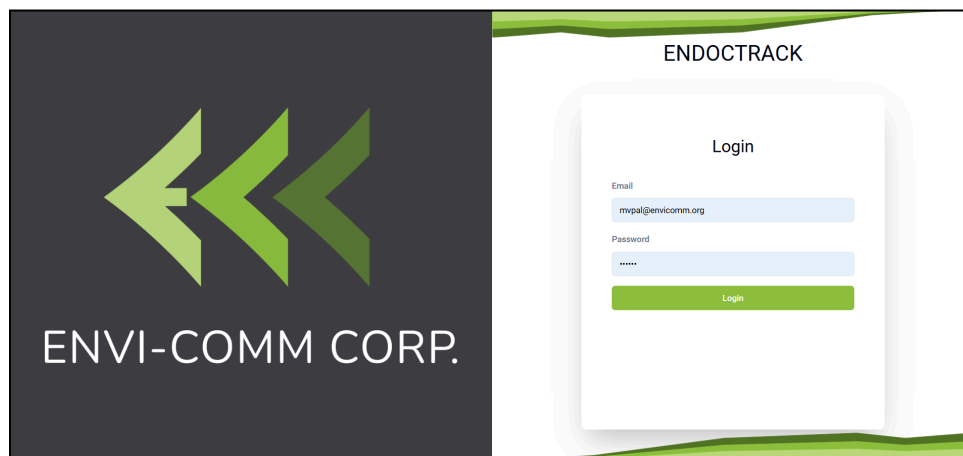 ENVI-COMM CORP.
ENDOCTRACK
Login
Email
mvpal@envicomm.org
Password
••••••
Login